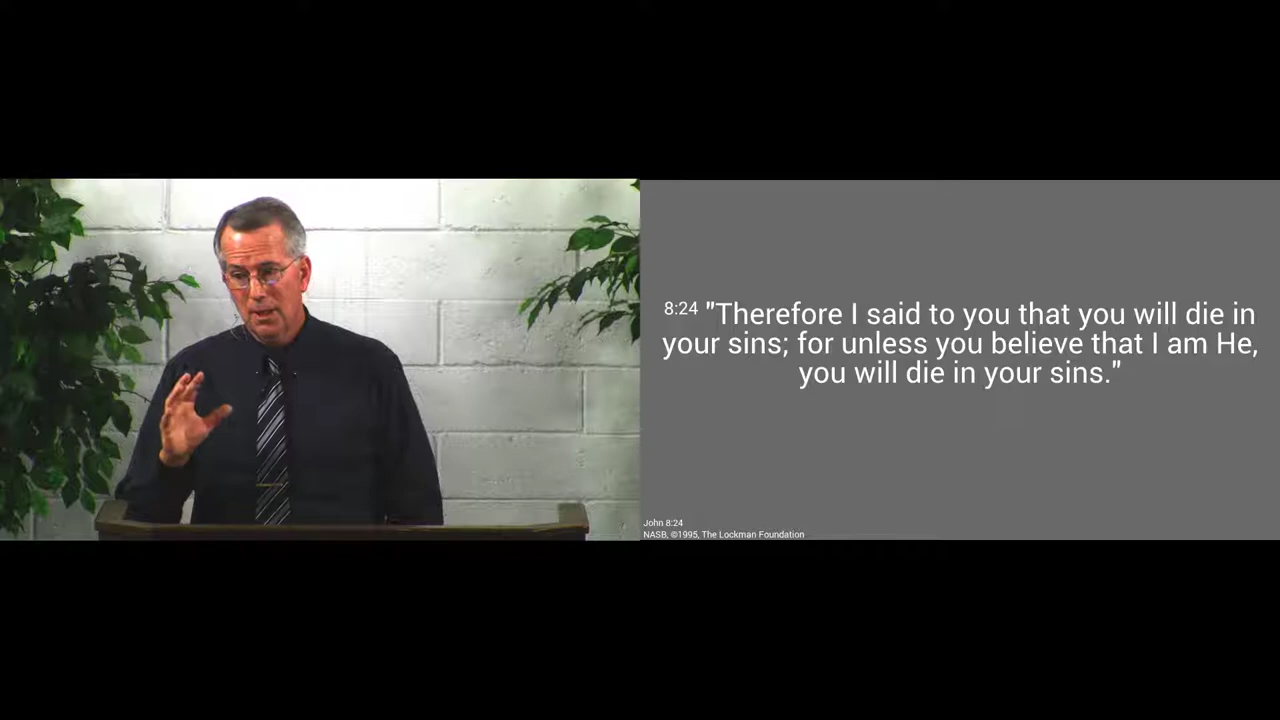 8:24 "Therefore I said to you that you will die in
your sins; for unless you believe that I am He,
you will die in your sins."
John 8:24
NASB, ©1995, The Lockman Foundation